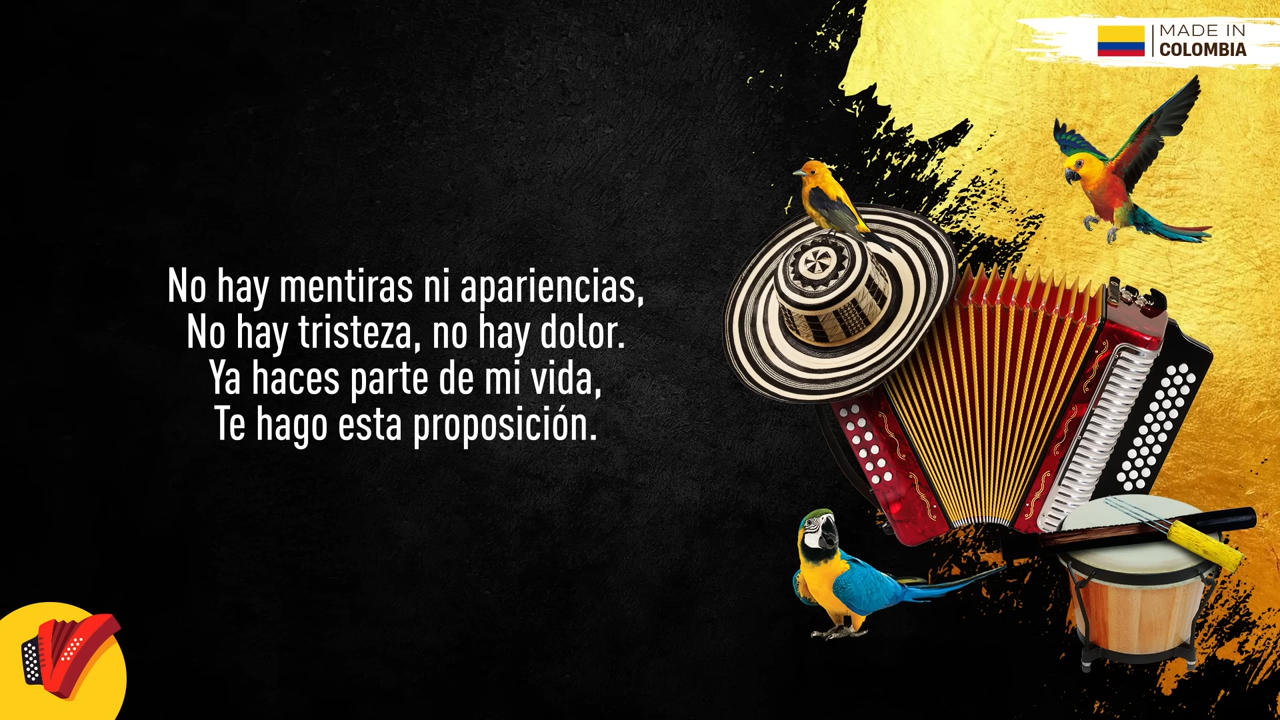 MADE IN
COLOMBIA
No hay mentiras ni apariencias,
No hay tristeza, no hay dolor.
Ya haces parte de mi vida,
Te hago esta proposición.